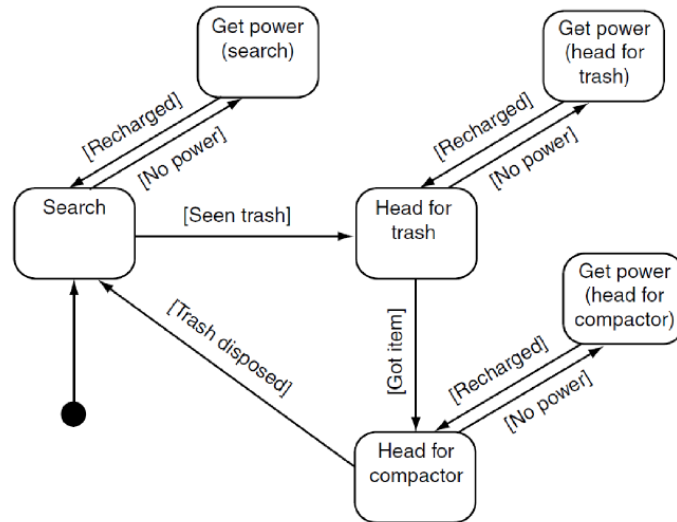 Get power
(search)
Get power
(head for
trash)
[Recharged]
[No power]
[Recharged]
[No power]
Search
[Seen trash]
Head for
trash
Get power
(head for
compactor)
[Trash disposed]
[Got item]
[Recharged]
[No power]
Head for
compactor